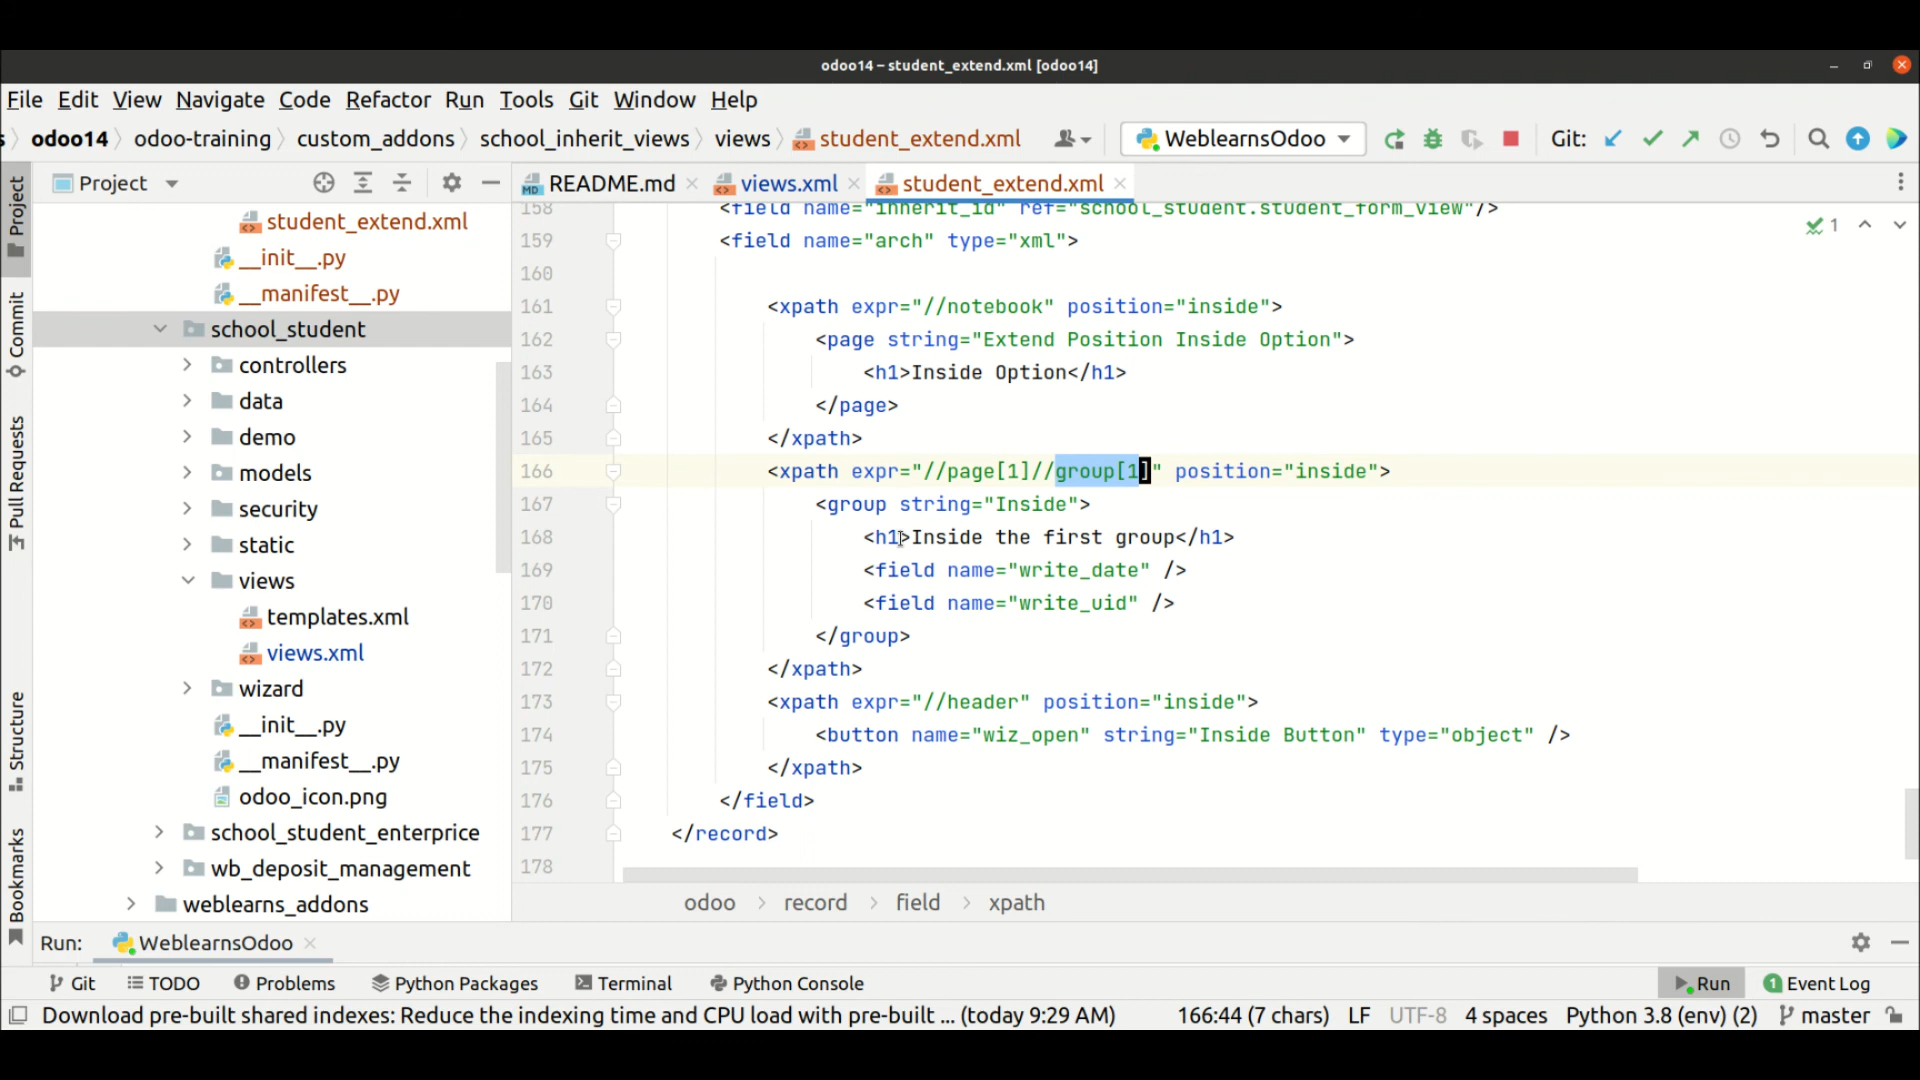 odoo14 – student_extend.xml [odoo14]
File Edit View Navigate Code Refactor Run Tools Git Window Help
odoo14 odoo-training custom_addons school_inherit_views views student_extend.xml WeblearnsOdoo Git:
Project README.md views.xml student_extend.xml
student_extend.xml
__init__.py
__manifest__.py
school_student
controllers
data
demo
models
security
static
views
templates.xml
views.xml
wizard
__init__.py
__manifest__.py
odoo_icon.png
school_student_enterprice
wb_deposit_management
weblearns_addons
Project
Commit
Pull Requests
Structure
Bookmarks
1
158 <field name="inherit_id" ref="school_student.student_form_view"/>
159 <field name="arch" type="xml">
160
161 <xpath expr="//notebook" position="inside">
162 <page string="Extend Position Inside Option">
163 <h1>Inside Option</h1>
164 </page>
165 </xpath>
166 <xpath expr="//page[1]//group[1]" position="inside">
167 <group string="Inside">
168 <h1>Inside the first group</h1>
169 <field name="write_date" />
170 <field name="write_uid" />
171 </group>
172 </xpath>
173 <xpath expr="//header" position="inside">
174 <button name="wiz_open" string="Inside Button" type="object" />
175 </xpath>
176 </field>
177 </record>
178
odoo record field xpath
Run: WeblearnsOdoo
Git TODO Problems Python Packages Terminal Python Console Run 1 Event Log
Download pre-built shared indexes: Reduce the indexing time and CPU load with pre-built ... (today 9:29 AM) 166:44 (7 chars) LF UTF-8 4 spaces Python 3.8 (env) (2) master